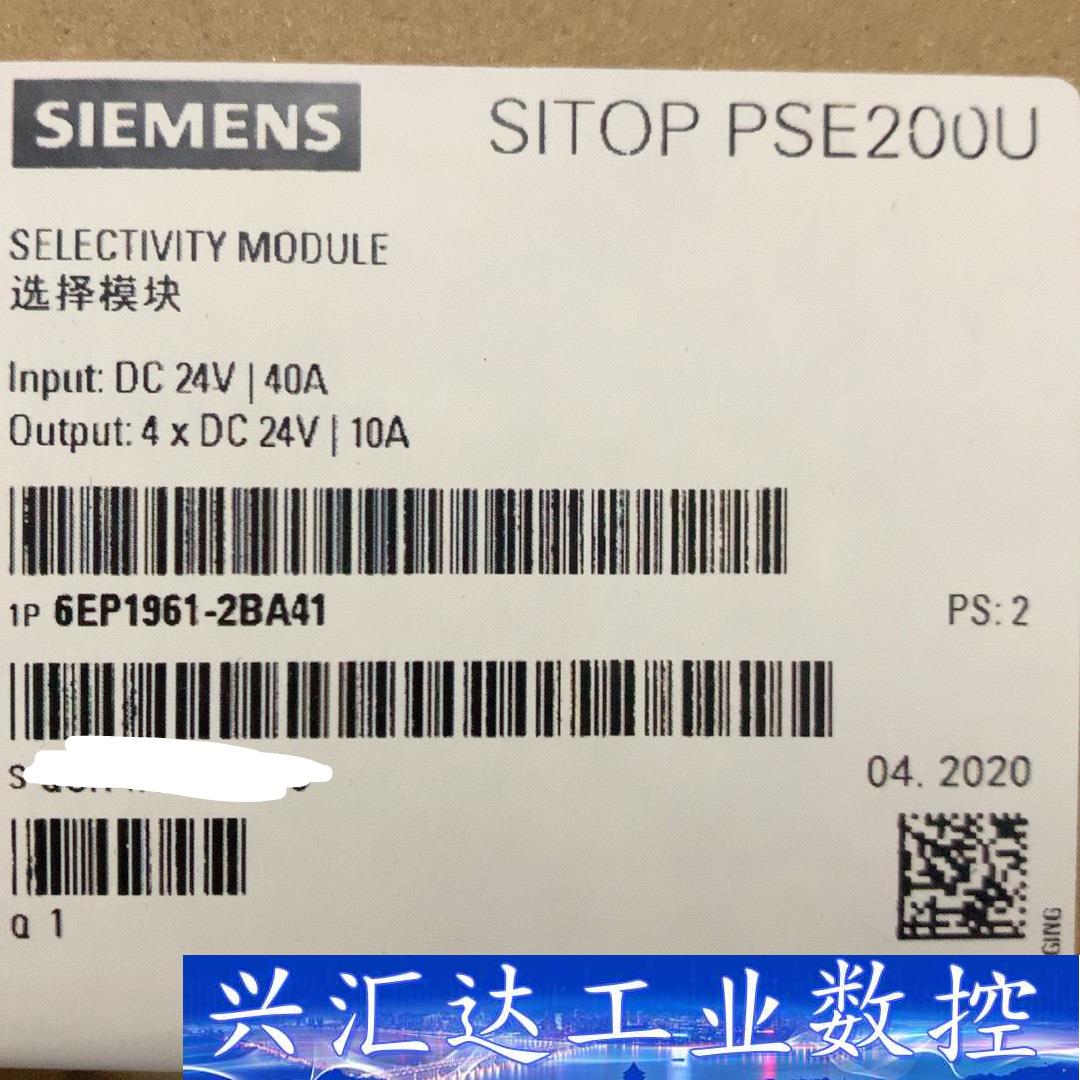 SIEMENS
SITOP PSE200U
SELECTIVITY MODULE
选择模块
Input: DC 24V | 40A
Output: 4 x DC 24V | 10A
1P 6EP1961-2BA41
PS: 2
S
04. 2020
Q 1
GING
兴汇达工业数控